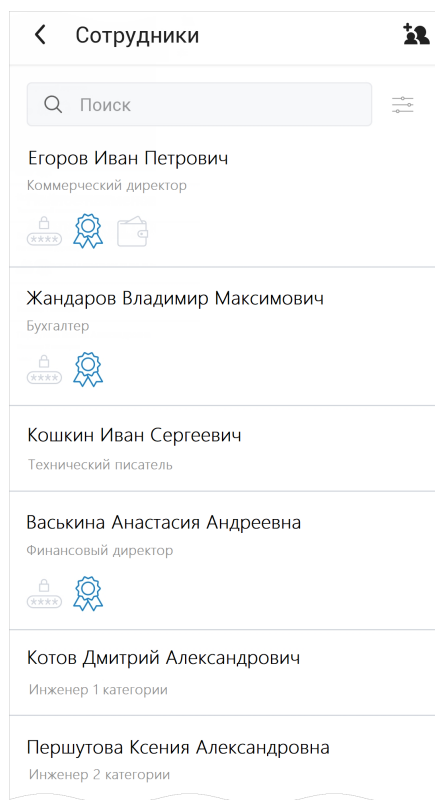 Сотрудники
Поиск
Егоров Иван Петрович
Коммерческий директор
****
Жандаров Владимир Максимович
Бухгалтер
****
Кошкин Иван Сергеевич
Технический писатель
Васькина Анастасия Андреевна
Финансовый директор
****
Котов Дмитрий Александрович
Инженер 1 категории
Першутова Ксения Александровна
Инженер 2 категории